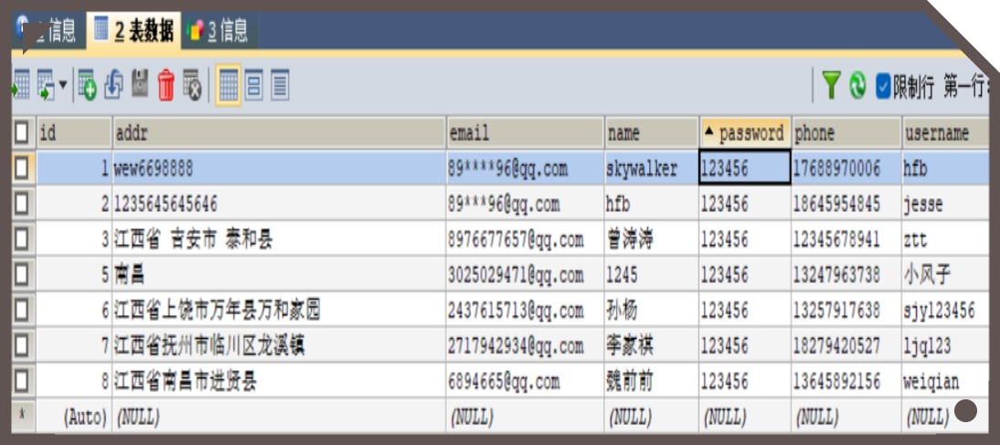 1 信息 2 表数据 3 信息
限制行 第一行:
id addr email name password phone username
1 wew6698888 89****96@qq.com skywalker 123456 17688970006 hfb
2 1235645645646 89***96@qq.com hfb 123456 18645954845 jesse
3 江西省 吉安市 泰和县 8976677657@qq.com 曾涛涛 123456 12345678941 ztt
5 南昌 3025029471@qq.com 1245 123456 13247963738 小风子
6 江西省上饶市万年县万和家园 2437615713@qq.com 孙杨 123456 13257917638 sjy123456
7 江西省抚州市临川区龙溪镇 2717942934@qq.com 李家祺 123456 18279420527 ljq123
8 江西省南昌市进贤县 6894665@qq.com 魏前前 123456 13645892156 weiqian
* (Auto) (NULL) (NULL) (NULL) (NULL) (NULL) (NULL)